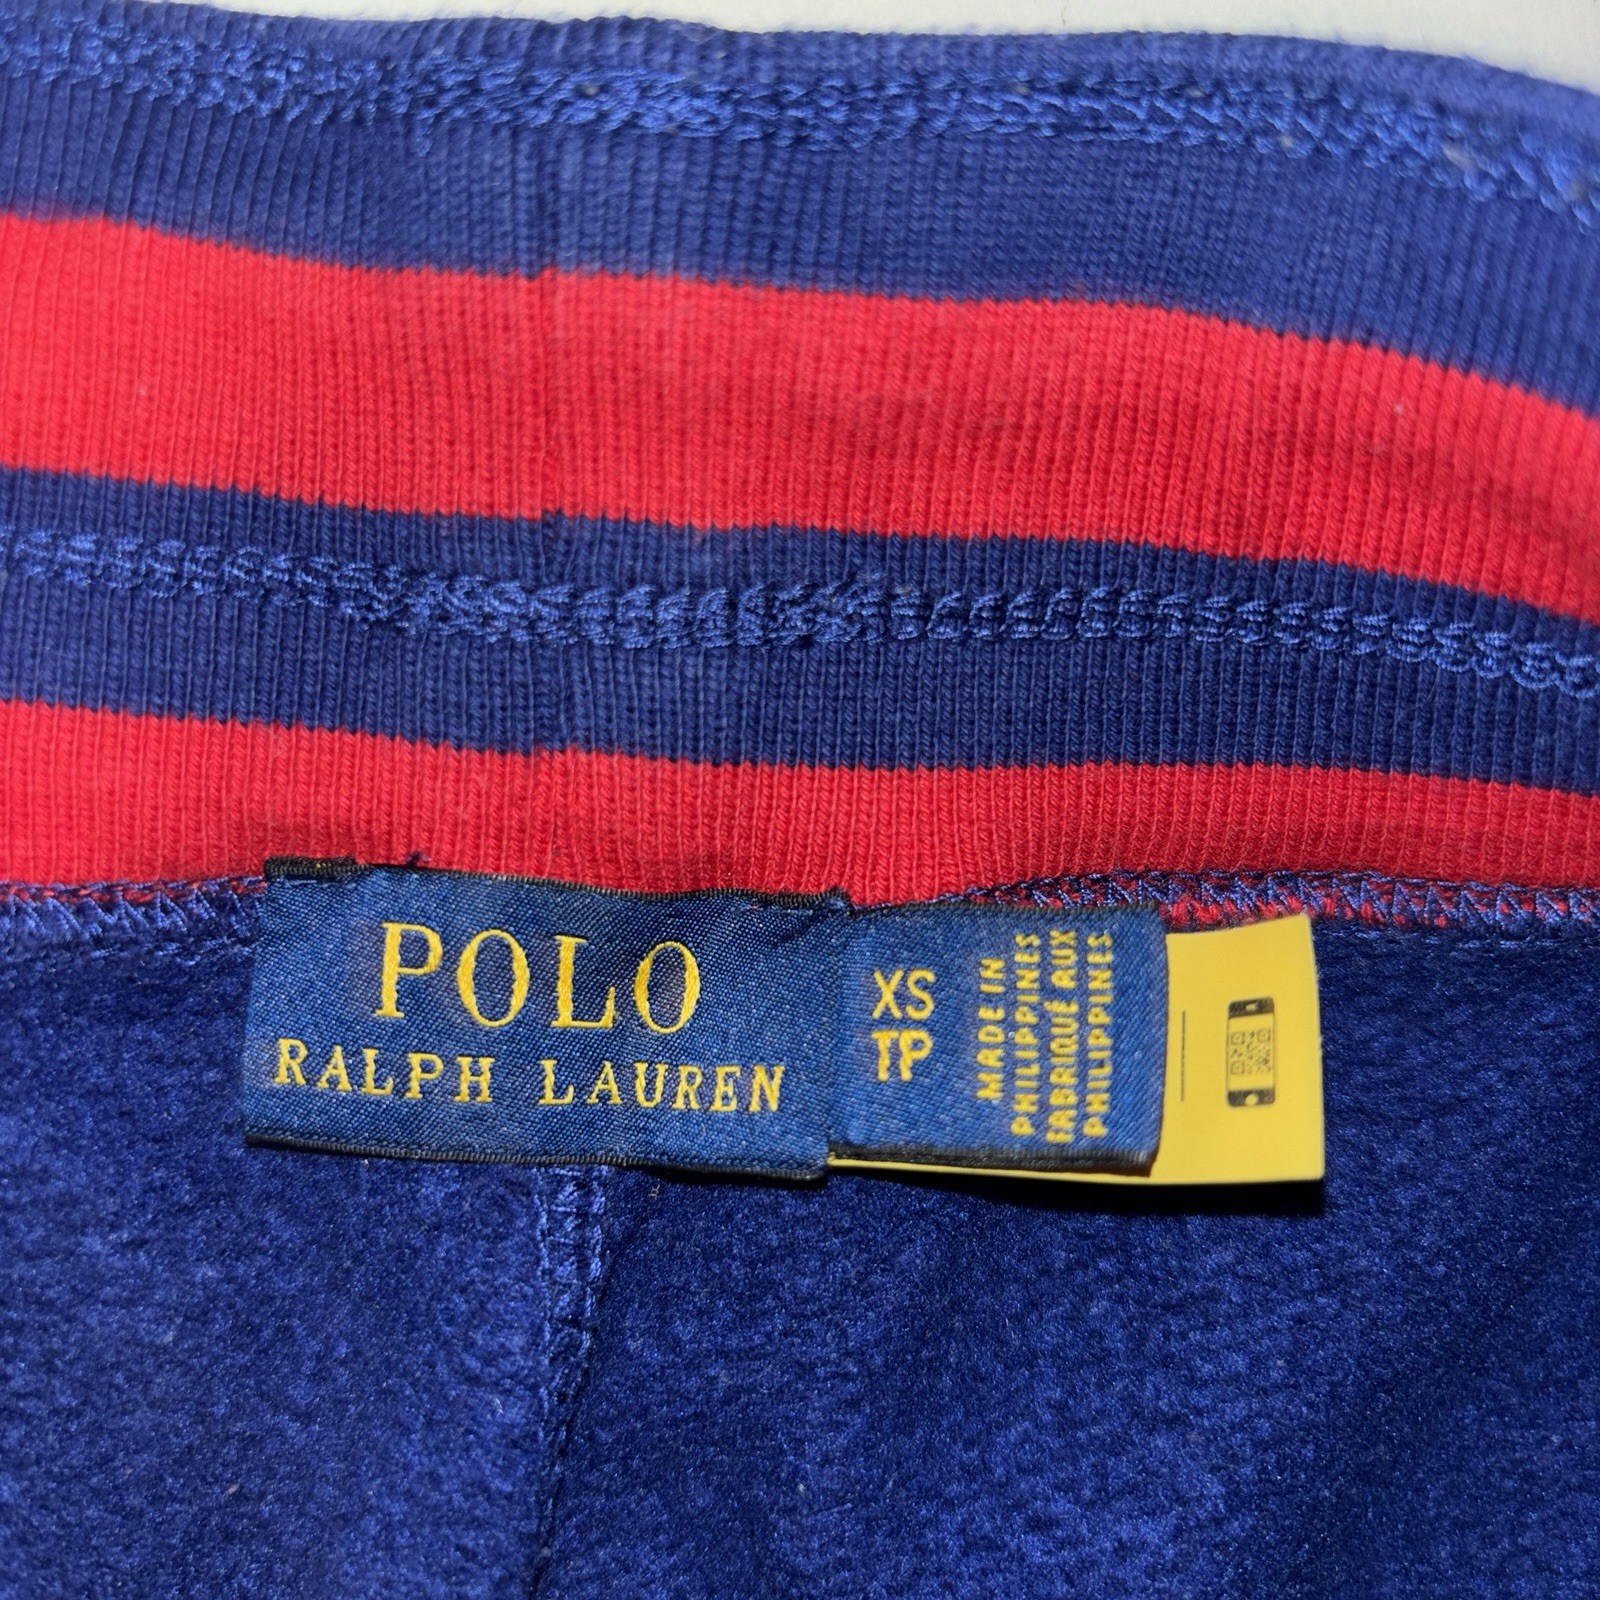 POLO
RALPH LAUREN
XS
TP
MADE IN
PHILIPPINES
FABRIQUÉ AUX
PHILIPPINES